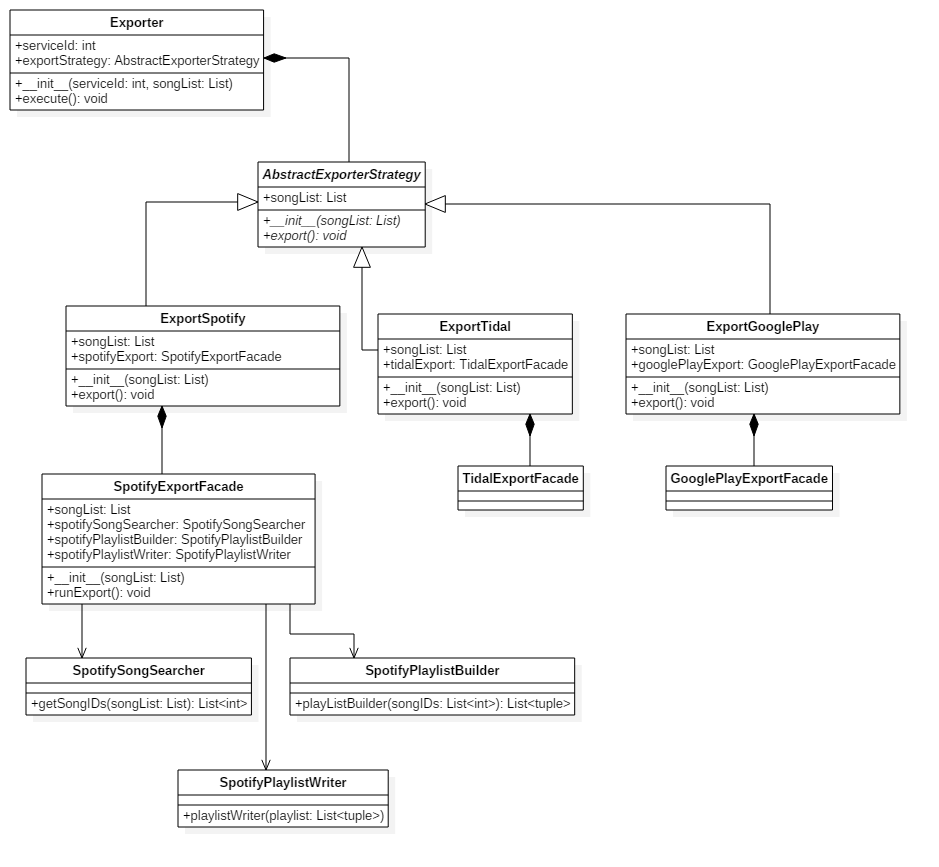 Exporter
+serviceId: int
+exportStrategy: AbstractExporterStrategy
+__init__(serviceId: int, songList: List)
+execute(): void
AbstractExporterStrategy
+songList: List
+__init__(songList: List)
+export(): void
ExportSpotify
+songList: List
+spotifyExport: SpotifyExportFacade
+__init__(songList: List)
+export(): void
ExportTidal
+songList: List
+tidalExport: TidalExportFacade
+__init__(songList: List)
+export(): void
ExportGooglePlay
+songList: List
+googlePlayExport: GooglePlayExportFacade
+__init__(songList: List)
+export(): void
SpotifyExportFacade
+songList: List
+spotifySongSearcher: SpotifySongSearcher
+spotifyPlaylistBuilder: SpotifyPlaylistBuilder
+spotifyPlaylistWriter: SpotifyPlaylistWriter
+__init__(songList: List)
+runExport(): void
TidalExportFacade
GooglePlayExportFacade
SpotifySongSearcher
+getSongIDs(songList: List): List<int>
SpotifyPlaylistBuilder
+playListBuilder(songIDs: List<int>): List<tuple>
SpotifyPlaylistWriter
+playlistWriter(playlist: List<tuple>)